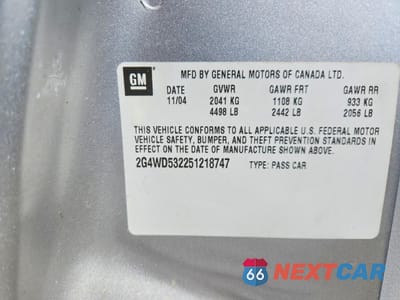 GM
MFD BY GENERAL MOTORS OF CANADA LTD.
DATE GVWR GAWR FRT GAWR RR
11/04 2041 KG 1108 KG 933 KG
4498 LB 2442 LB 2056 LB
THIS VEHICLE CONFORMS TO ALL APPLICABLE U.S. FEDERAL MOTOR
VEHICLE SAFETY, BUMPER, AND THEFT PREVENTION STANDARDS IN
EFFECT ON THE DATE OF MANUFACTURE SHOWN ABOVE.
2G4WD532251218747 TYPE: PASS CAR
66 NEXTCAR